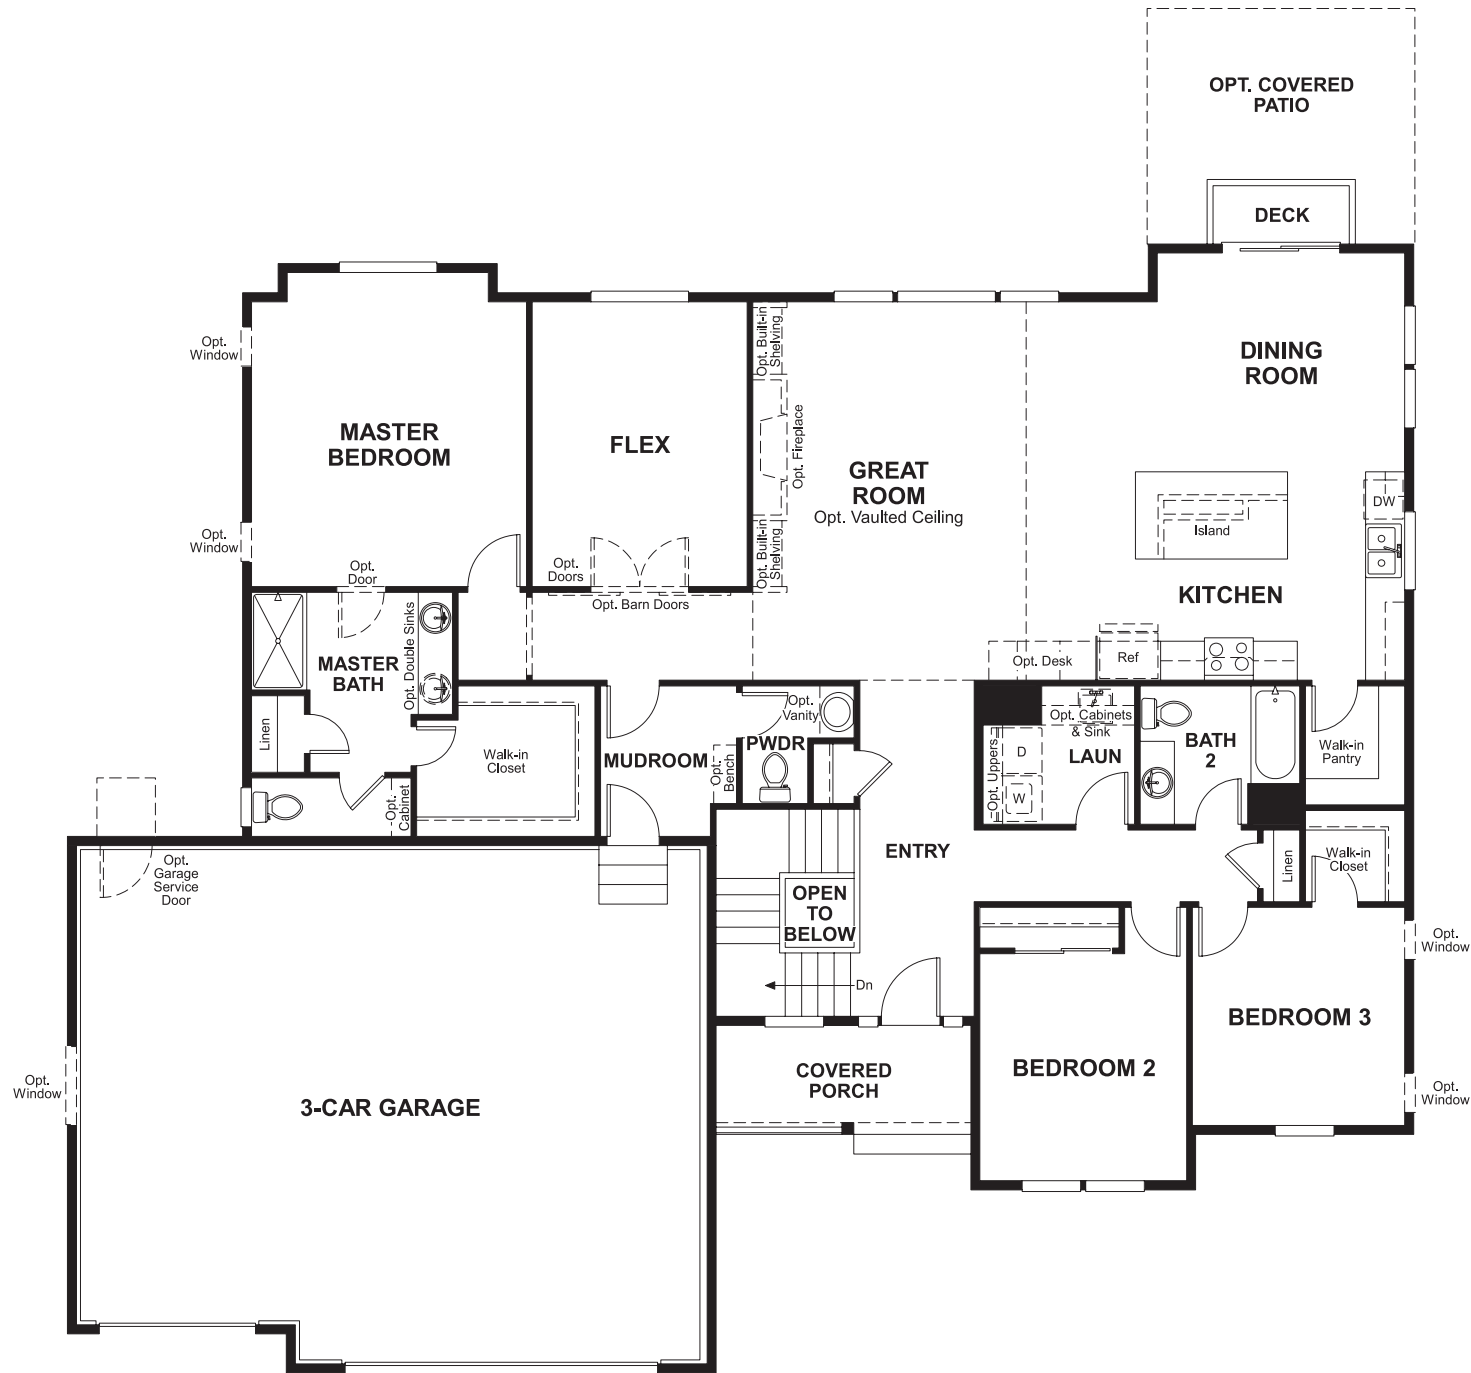 OPT. COVERED
PATIO
DECK
Opt.
Window
MASTER
BEDROOM
FLEX
Opt. Built-in
Shelving
Opt. Fireplace
Opt. Built-in
Shelving
GREAT
ROOM
Opt. Vaulted Ceiling
DINING
ROOM
Island
DW
KITCHEN
Opt.
Window
Opt.
Door
Opt.
Doors
Opt. Barn Doors
MASTER
BATH
Opt. Double Sinks
Linen
Walk-in
Closet
Opt.
Cabinet
MUDROOM
Opt.
Bench
PWDR
Opt.
Vanity
Opt. Desk
Ref
Opt. Cabinets
& Sink
Opt. Uppers
D
W
LAUN
BATH
2
Walk-in
Pantry
Linen
Walk-in
Closet
ENTRY
OPEN
TO
BELOW
Dn
Opt.
Garage
Service
Door
Opt.
Window
3-CAR GARAGE
COVERED
PORCH
BEDROOM 2
BEDROOM 3
Opt.
Window
Opt.
Window